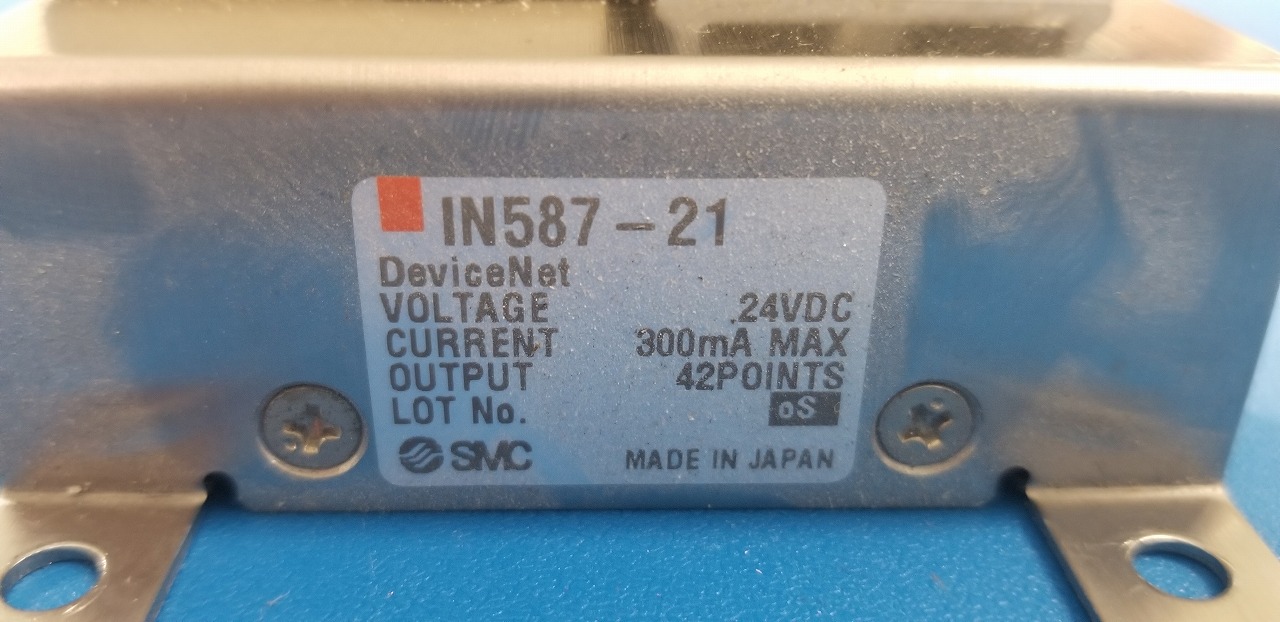 IN587-21
DeviceNet
VOLTAGE 24VDC
CURRENT 300mA MAX
OUTPUT 42POINTS
LOT No. oS
SMC MADE IN JAPAN